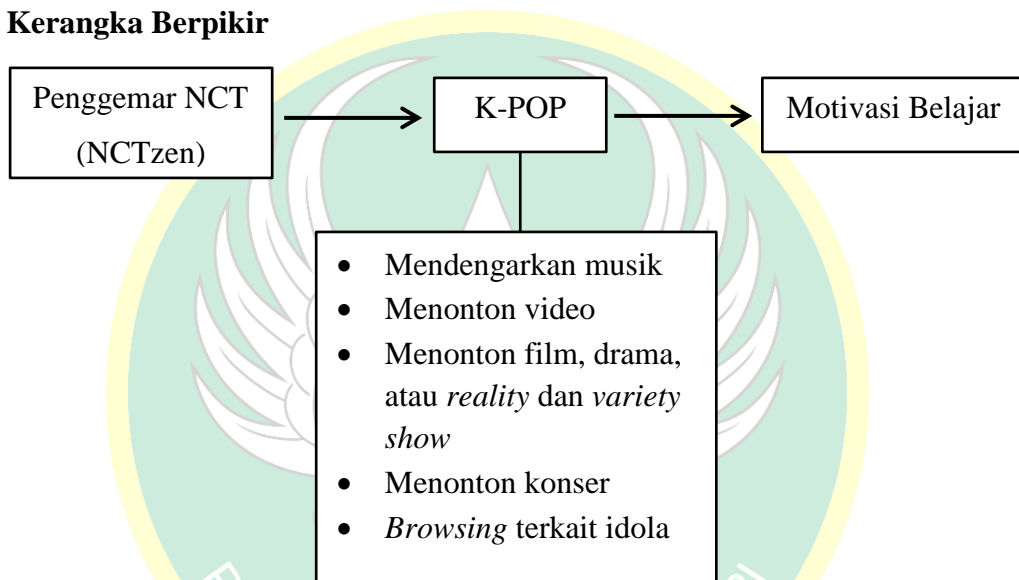 Kerangka Berpikir
Penggemar NCT
(NCTzen)
K-POP
Motivasi Belajar
• Mendengarkan musik
• Menonton video
• Menonton film, drama,
atau reality dan variety
show
• Menonton konser
• Browsing terkait idola